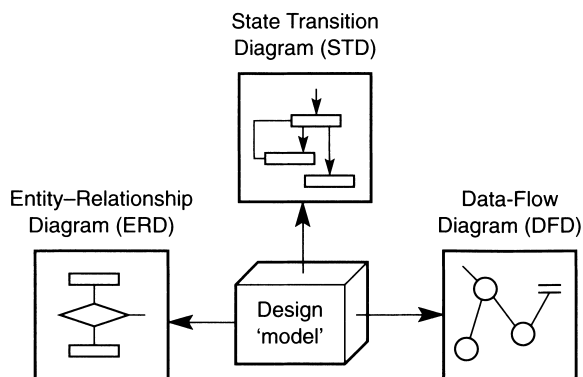 State Transition
Diagram (STD)
Entity–Relationship
Diagram (ERD)
Data-Flow
Diagram (DFD)
Design
‘model’